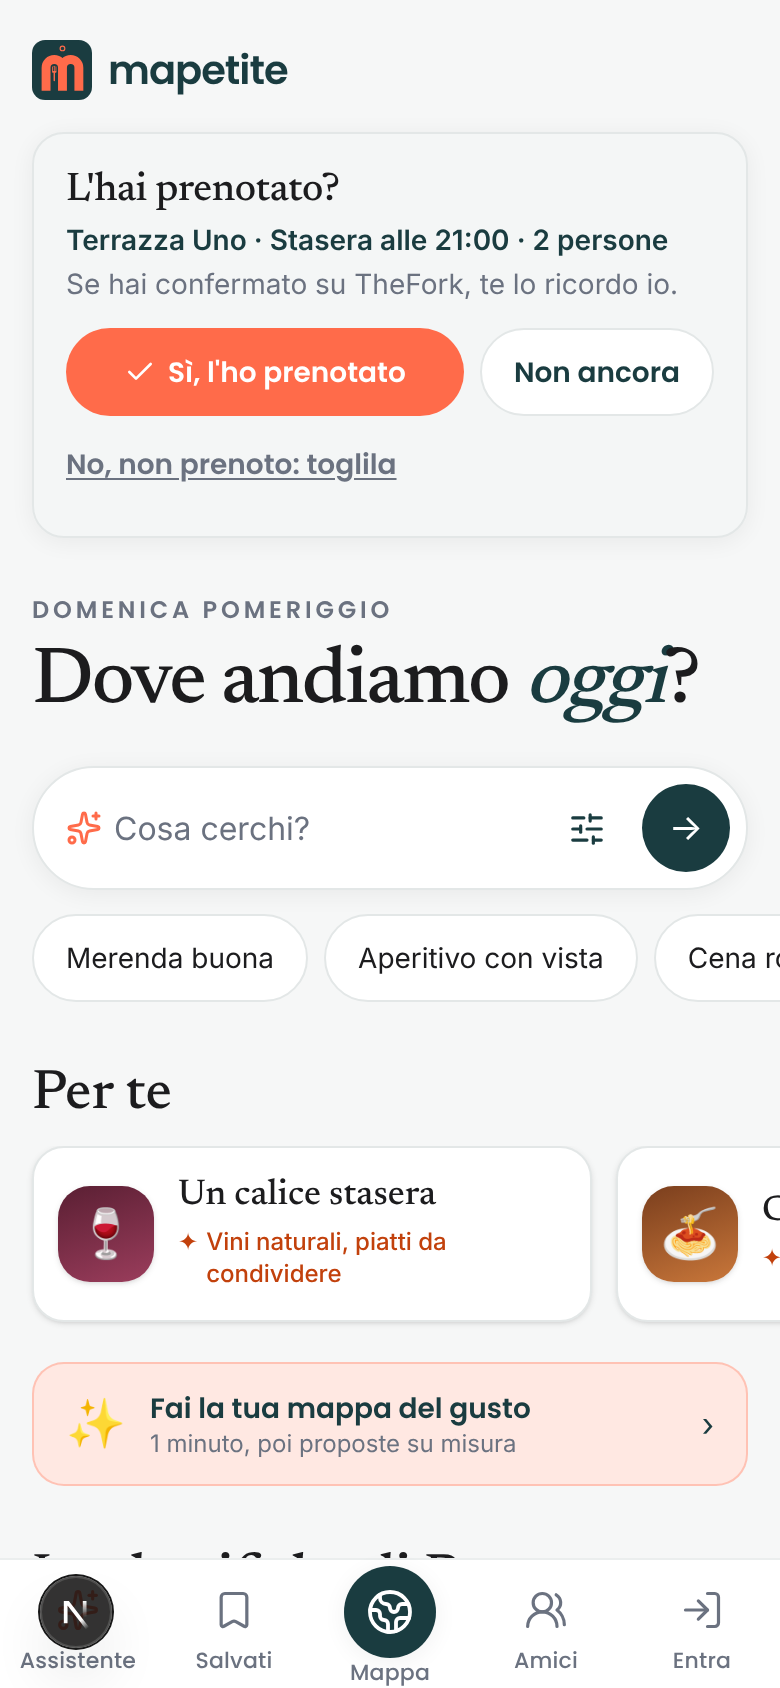 mapetite
L'hai prenotato?
Terrazza Uno · Stasera alle 21:00 · 2 persone
Se hai confermato su TheFork, te lo ricordo io.
Sì, l'ho prenotato
Non ancora
No, non prenoto: toglila
DOMENICA POMERIGGIO
Dove andiamo oggi?
Cosa cerchi?
Merenda buona
Aperitivo con vista
Cena
Per te
Un calice stasera
✦ Vini naturali, piatti da
condividere
Fai la tua mappa del gusto
1 minuto, poi proposte su misura
N
Assistente
Salvati
Mappa
Amici
Entra